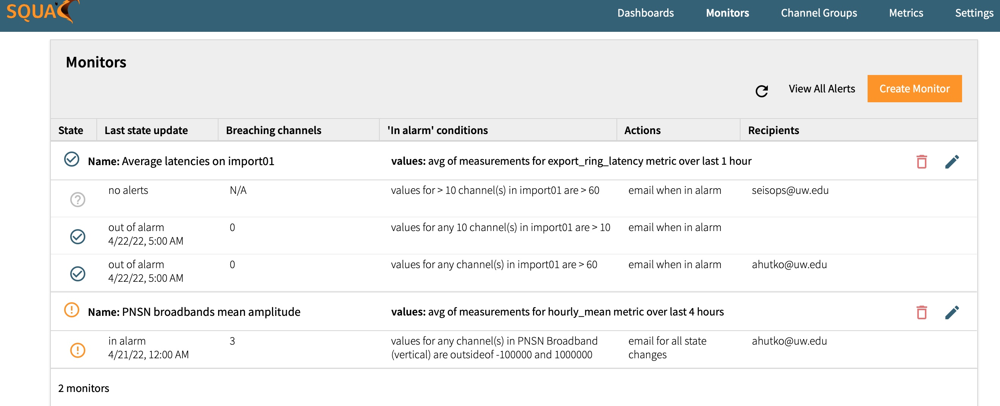 SQUAC
Dashboards Monitors Channel Groups Metrics Settings
Monitors
View All Alerts Create Monitor
State Last state update Breaching channels 'In alarm' conditions Actions Recipients
Name: Average latencies on import01 values: avg of measurements for export_ring_latency metric over last 1 hour
no alerts N/A values for > 10 channel(s) in import01 are > 60 email when in alarm seisops@uw.edu
out of alarm 0 values for any 10 channel(s) in import01 are > 10 email when in alarm
4/22/22, 5:00 AM
out of alarm 0 values for any channel(s) in import01 are > 60 email when in alarm ahutko@uw.edu
4/22/22, 5:00 AM
Name: PNSN broadbands mean amplitude values: avg of measurements for hourly_mean metric over last 4 hours
in alarm 3 values for any channel(s) in PNSN Broadband email for all state ahutko@uw.edu
4/21/22, 12:00 AM (vertical) are outsideof -100000 and 1000000 changes
2 monitors